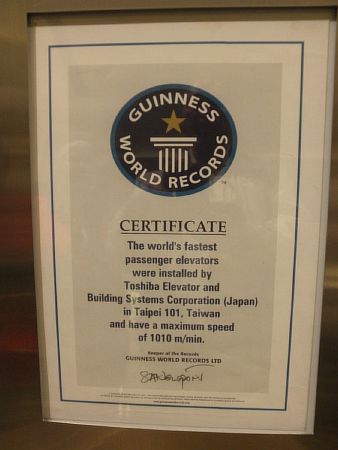 GUINNESS
WORLD RECORDS
™
CERTIFICATE
The world's fastest
passenger elevators
were installed by
Toshiba Elevator and
Building Systems Corporation (Japan)
in Taipei 101, Taiwan
and have a maximum speed
of 1010 m/min.
Keeper of the Records
GUINNESS WORLD RECORDS LTD